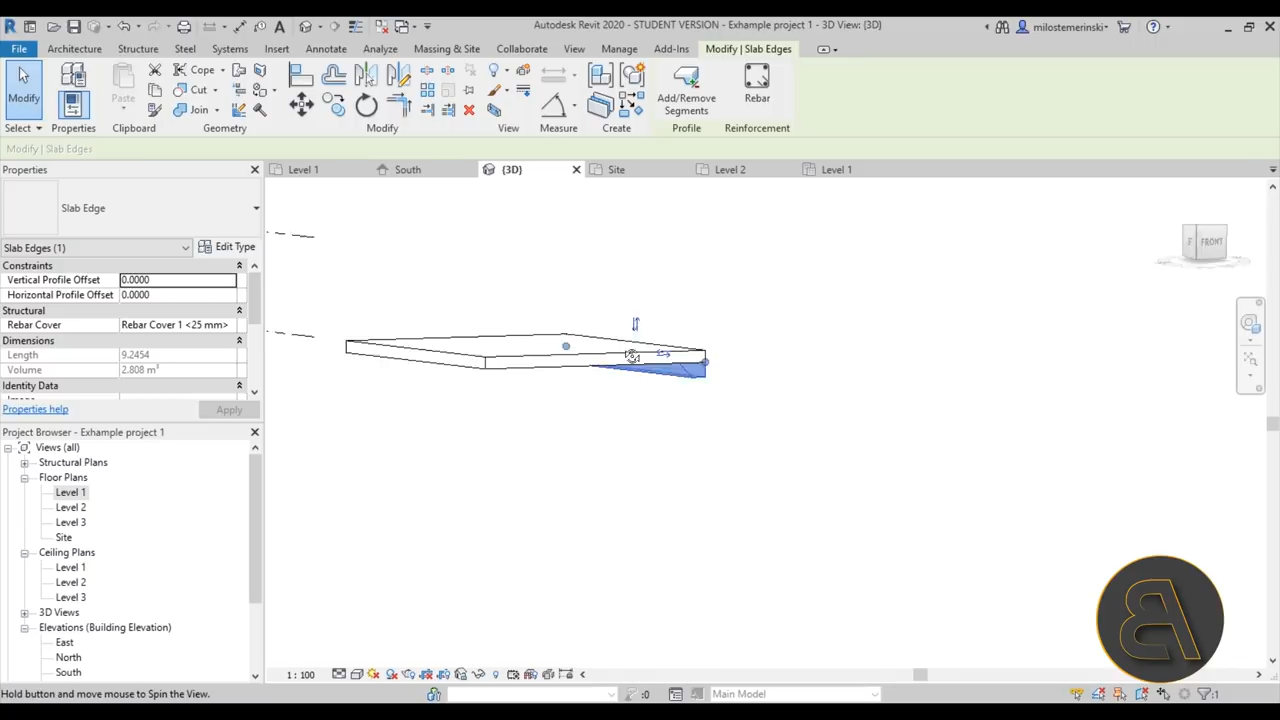 Autodesk Revit 2020 - STUDENT VERSION - Exhample project 1 - 3D View: {3D}
milostemerinski
File Architecture Structure Steel Systems Insert Annotate Analyze Massing & Site Collaborate View Manage Add-Ins Modify | Slab Edges
Modify
Properties
Paste
Cope
Cut
Join
Add/Remove
Segments
Rebar
Select Properties Clipboard Geometry Modify View Measure Create Profile Reinforcement
Modify | Slab Edges
Properties
Level 1 South {3D} Site Level 2 Level 1
Slab Edge
Slab Edges (1) Edit Type
Constraints
Vertical Profile Offset 0.0000
Horizontal Profile Offset 0.0000
Structural
Rebar Cover Rebar Cover 1 <25 mm>
Dimensions
Length 9.2454
Volume 2.808 m³
Identity Data
Properties help Apply
FRONT
Project Browser - Exhample project 1
Views (all)
Structural Plans
Floor Plans
Level 1
Level 2
Level 3
Site
Ceiling Plans
Level 1
Level 2
Level 3
3D Views
Elevations (Building Elevation)
East
North
South
1 : 100
Hold button and move mouse to Spin the View.
:0
Main Model
:1